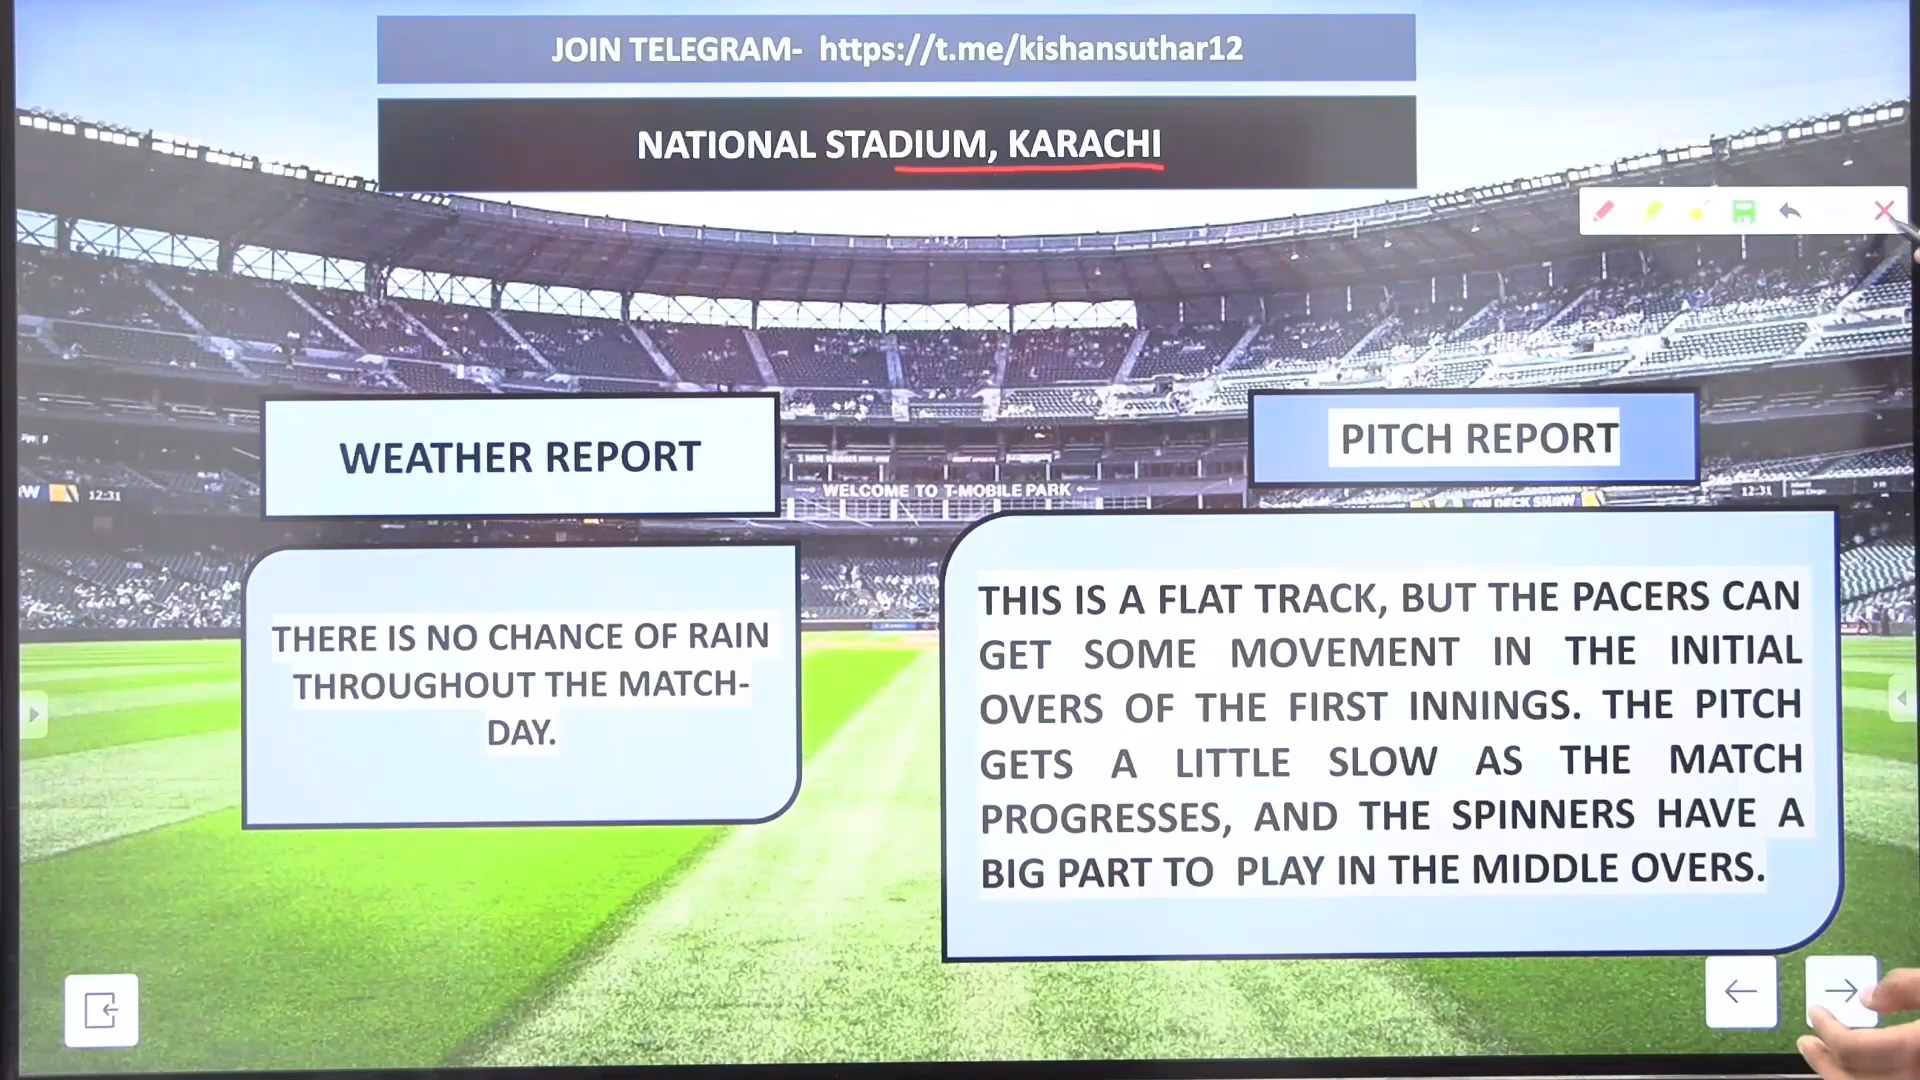 JOIN TELEGRAM- https://t.me/kishansuthar12
NATIONAL STADIUM, KARACHI
WEATHER REPORT
PITCH REPORT
12:31
WELCOME TO T-MOBILE PARK
12:31
ON DECK SHOW
THERE IS NO CHANCE OF RAIN
THROUGHOUT THE MATCH-
DAY.
THIS IS A FLAT TRACK, BUT THE PACERS CAN
GET SOME MOVEMENT IN THE INITIAL
OVERS OF THE FIRST INNINGS. THE PITCH
GETS A LITTLE SLOW AS THE MATCH
PROGRESSES, AND THE SPINNERS HAVE A
BIG PART TO PLAY IN THE MIDDLE OVERS.